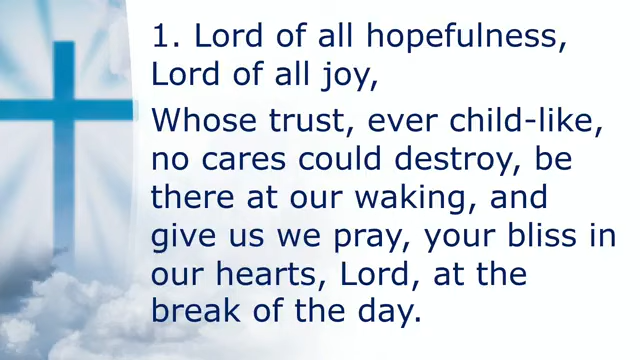 1. Lord of all hopefulness,
Lord of all joy,
Whose trust, ever child-like,
no cares could destroy, be
there at our waking, and
give us we pray, your bliss in
our hearts, Lord, at the
break of the day.